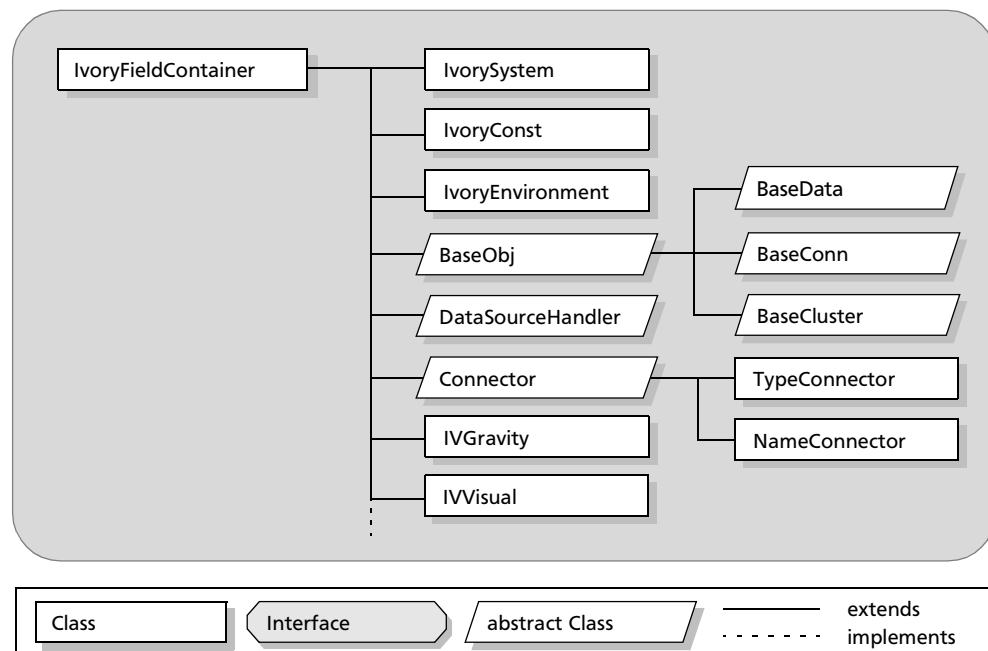 IvoryFieldContainer
IvorySystem
IvoryConst
IvoryEnvironment
BaseObj
DataSourceHandler
Connector
IVGravity
IVVisual
BaseData
BaseConn
BaseCluster
TypeConnector
NameConnector
Class
Interface
abstract Class
extends
implements